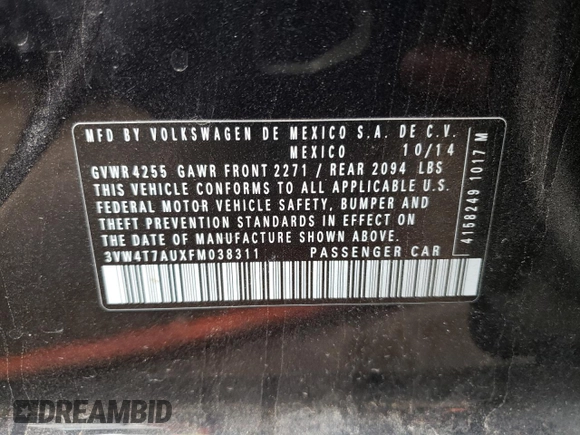 MFD BY VOLKSWAGEN DE MEXICO S.A. DE C.V.
MEXICO 10/14
GVWR 4255 GAWR FRONT 2271 / REAR 2094 LBS
THIS VEHICLE CONFORMS TO ALL APPLICABLE U.S.
FEDERAL MOTOR VEHICLE SAFETY, BUMPER AND
THEFT PREVENTION STANDARDS IN EFFECT ON
THE DATE OF MANUFACTURE SHOWN ABOVE.
3VW4T7AUXFM038311 PASSENGER CAR
4158249 1017 M
DREAMBID